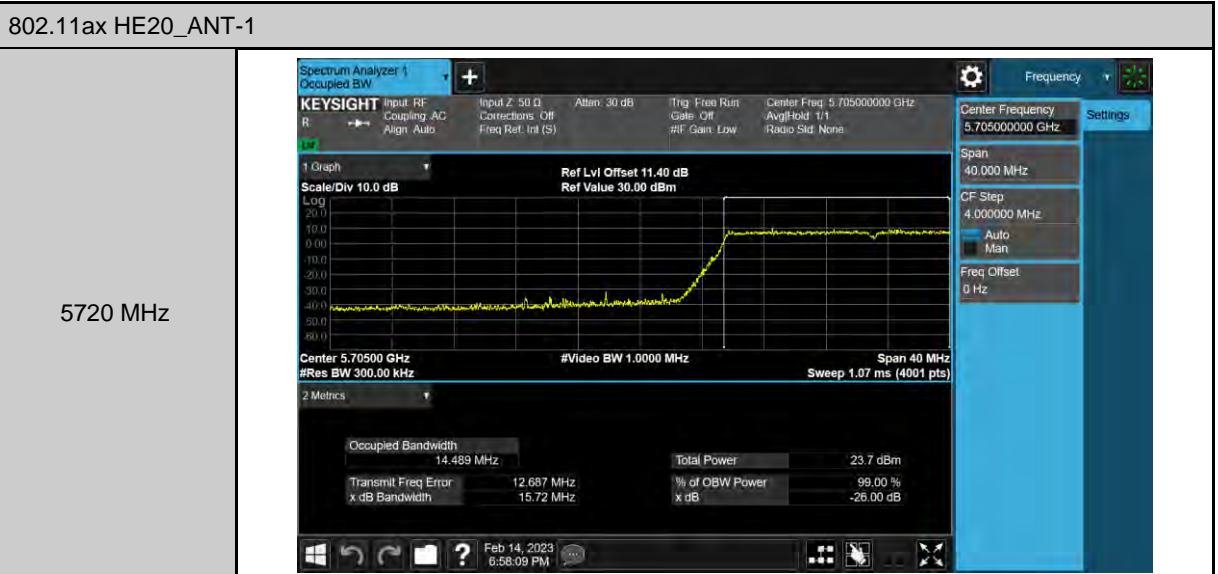 802.11ax HE20_ANT-1
5720 MHz
Spectrum Analyzer 1
Occupied BW
Frequency
KEYSIGHT
R
Input: RF
Coupling: AC
Align: Auto
Input Z: 50 Ω
Corrections: Off
Freq Ref: Int (S)
Atten: 30 dB
Trig: Free Run
Gate: Off
#IF Gain: Low
Center Freq: 5.705000000 GHz
Avg|Hold: 1/1
Radio Std: None
Center Frequency
5.705000000 GHz
Settings
Span
40.000 MHz
CF Step
4.000000 MHz
Auto
Man
Freq Offset
0 Hz
1 Graph
Scale/Div 10.0 dB
Ref Lvl Offset 11.40 dB
Ref Value 30.00 dBm
Log
20.0
10.0
0.00
-10.0
-20.0
-30.0
-40.0
-50.0
-60.0
Center 5.70500 GHz
#Res BW 300.00 kHz
#Video BW 1.0000 MHz
Span 40 MHz
Sweep 1.07 ms (4001 pts)
2 Metrics
Occupied Bandwidth
14.489 MHz
Total Power 23.7 dBm
Transmit Freq Error 12.687 MHz
% of OBW Power 99.00 %
x dB Bandwidth 15.72 MHz
x dB -26.00 dB
Feb 14, 2023
6:58:09 PM